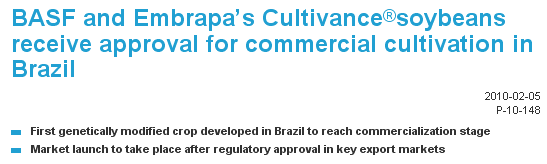 BASF and Embrapa’s Cultivance®soybeans
receive approval for commercial cultivation in
Brazil
2010-02-05
P-10-148
First genetically modified crop developed in Brazil to reach commercialization stage
Market launch to take place after regulatory approval in key export markets